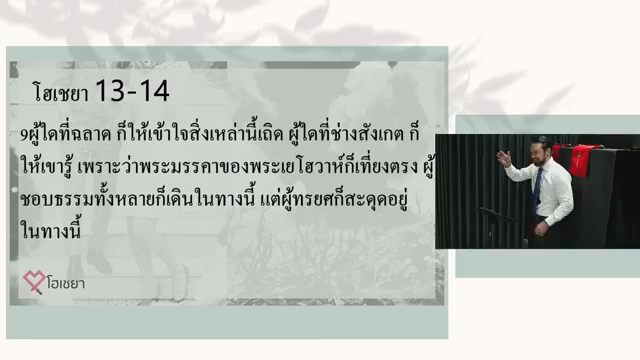 โฮเชยา 13-14
9ผู้ใดที่ฉลาด ก็ให้เข้าใจสิ่งเหล่านี้เถิด ผู้ใดที่ช่างสังเกต ก็
ให้เขารู้ เพราะว่าพระมรรคาของพระเยโฮวาห์ก็เที่ยงตรง ผู้
ชอบธรรมทั้งหลายก็เดินในทางนี้ แต่ผู้ทรยศก็สะดุดอยู่
ในทางนี้
โฮเชยา